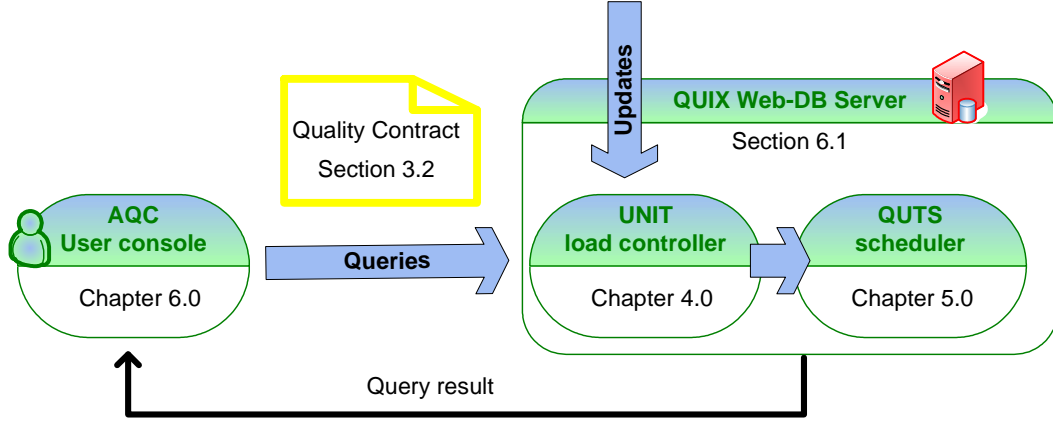 Updates
QUIX Web-DB Server
Section 6.1
Quality Contract
Section 3.2
AQC
User console
Chapter 6.0
Queries
UNIT
load controller
Chapter 4.0
QUTS
scheduler
Chapter 5.0
Query result